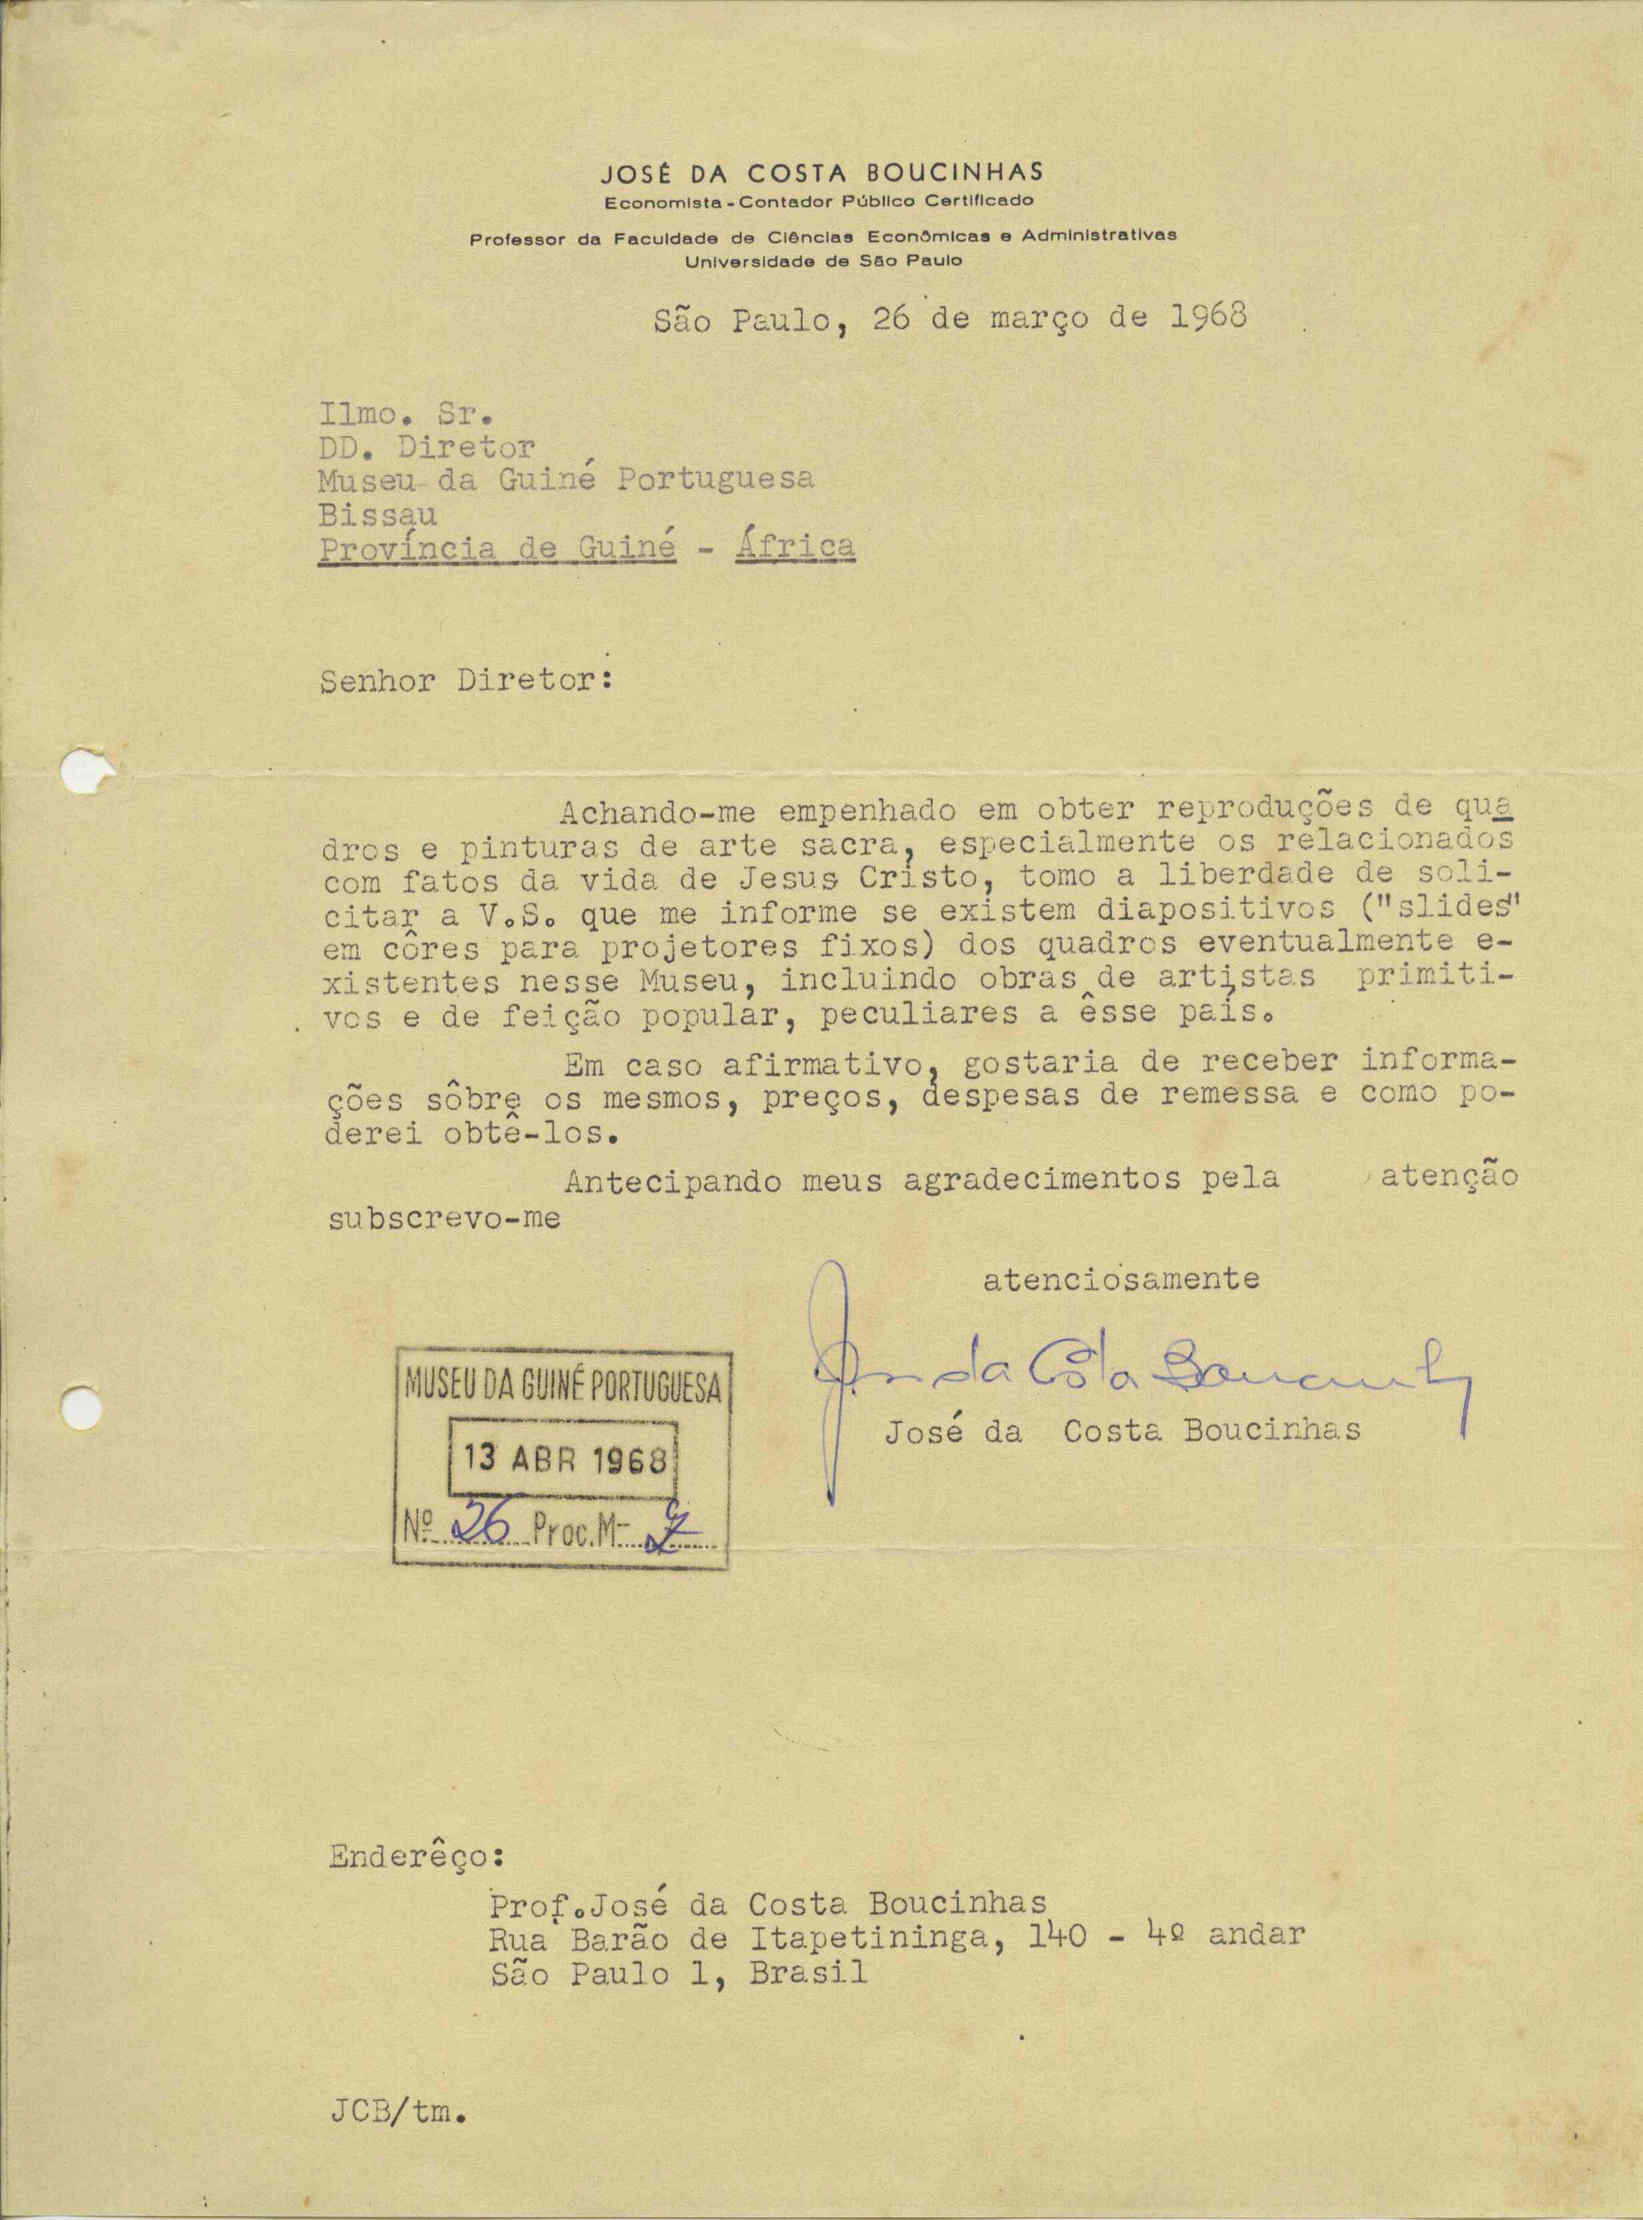 JOSÉ DA COSTA BOUCINHAS
Economista - Contador Público Certificado
Professor da Faculdade de Ciências Econômicas e Administrativas
Universidade de São Paulo
São Paulo, 26 de março de 1968
Ilmo. Sr.
DD. Diretor
Museu da Guiné Portuguesa
Bissau
Província de Guiné - África
Senhor Diretor:
Achando-me empenhado em obter reproduções de qua
dros e pinturas de arte sacra, especialmente os relacionados
com fatos da vida de Jesus Cristo, tomo a liberdade de soli-
citar a V.S. que me informe se existem diapositivos ("slides"
em côres para projetores fixos) dos quadros eventualmente e-
xistentes nesse Museu, incluindo obras de artistas primiti-
vos e de feição popular, peculiares a êsse país.
Em caso afirmativo, gostaria de receber informa-
ções sôbre os mesmos, preços, despesas de remessa e como po-
derei obtê-los.
Antecipando meus agradecimentos pela atenção
subscrevo-me
atenciosamente
José da Costa Boucinhas
José da Costa Boucinhas
MUSEU DA GUINÉ PORTUGUESA
13 ABR 1968
Nº 26 Proc. M-
Enderêço:
Prof. José da Costa Boucinhas
Rua Barão de Itapetininga, 140 - 4º andar
São Paulo 1, Brasil
JCB/tm.